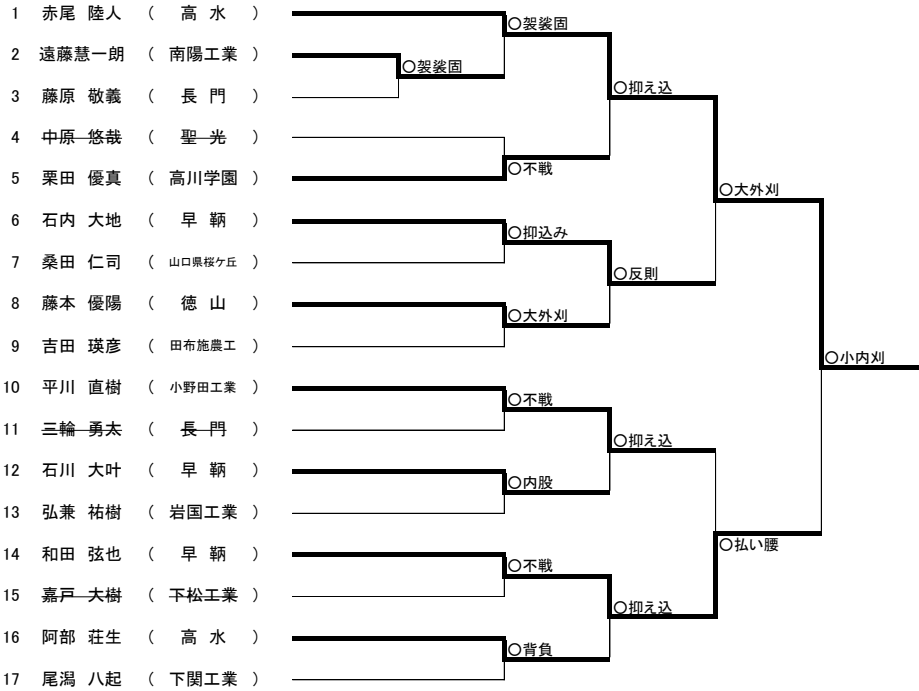 1 赤尾 陸人 ( 高 水 )
○袈裟固
2 遠藤慧一朗 ( 南陽工業 )
○袈裟固
3 藤原 敬義 ( 長 門 )
○抑え込
4 中原 悠哉 ( 聖 光 )
○不戦
5 栗田 優真 ( 高川学園 )
○大外刈
6 石内 大地 ( 早 鞆 )
○抑込み
7 桑田 仁司 ( 山口県桜ケ丘 )
○反則
8 藤本 優陽 ( 徳 山 )
○大外刈
9 吉田 瑛彦 ( 田布施農工 )
○小内刈
10 平川 直樹 ( 小野田工業 )
○不戦
11 三輪 勇太 ( 長 門 )
○抑え込
12 石川 大叶 ( 早 鞆 )
○内股
13 弘兼 祐樹 ( 岩国工業 )
○払い腰
14 和田 弦也 ( 早 鞆 )
○不戦
15 嘉戸 大樹 ( 下松工業 )
○抑え込
16 阿部 荘生 ( 高 水 )
○背負
17 尾潟 八起 ( 下関工業 )